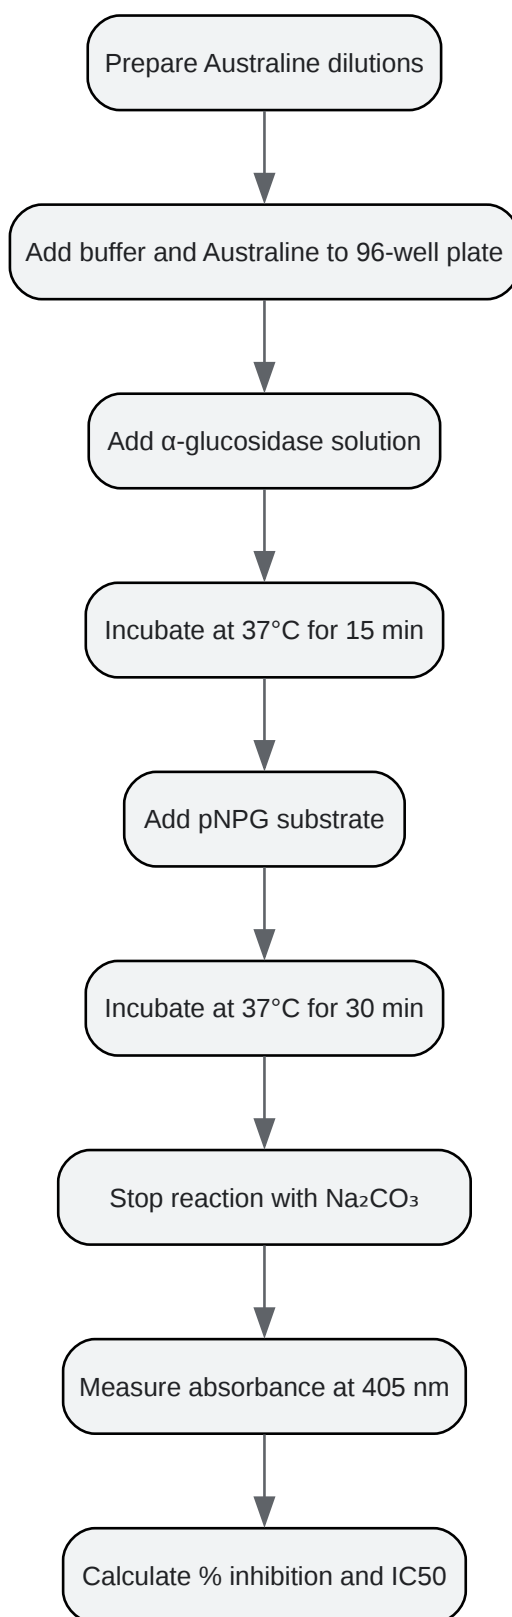 Prepare Australine dilutions
Add buffer and Australine to 96-well plate
Add α-glucosidase solution
Incubate at 37°C for 15 min
Add pNPG substrate
Incubate at 37°C for 30 min
Stop reaction with Na₂CO₃
Measure absorbance at 405 nm
Calculate % inhibition and IC50